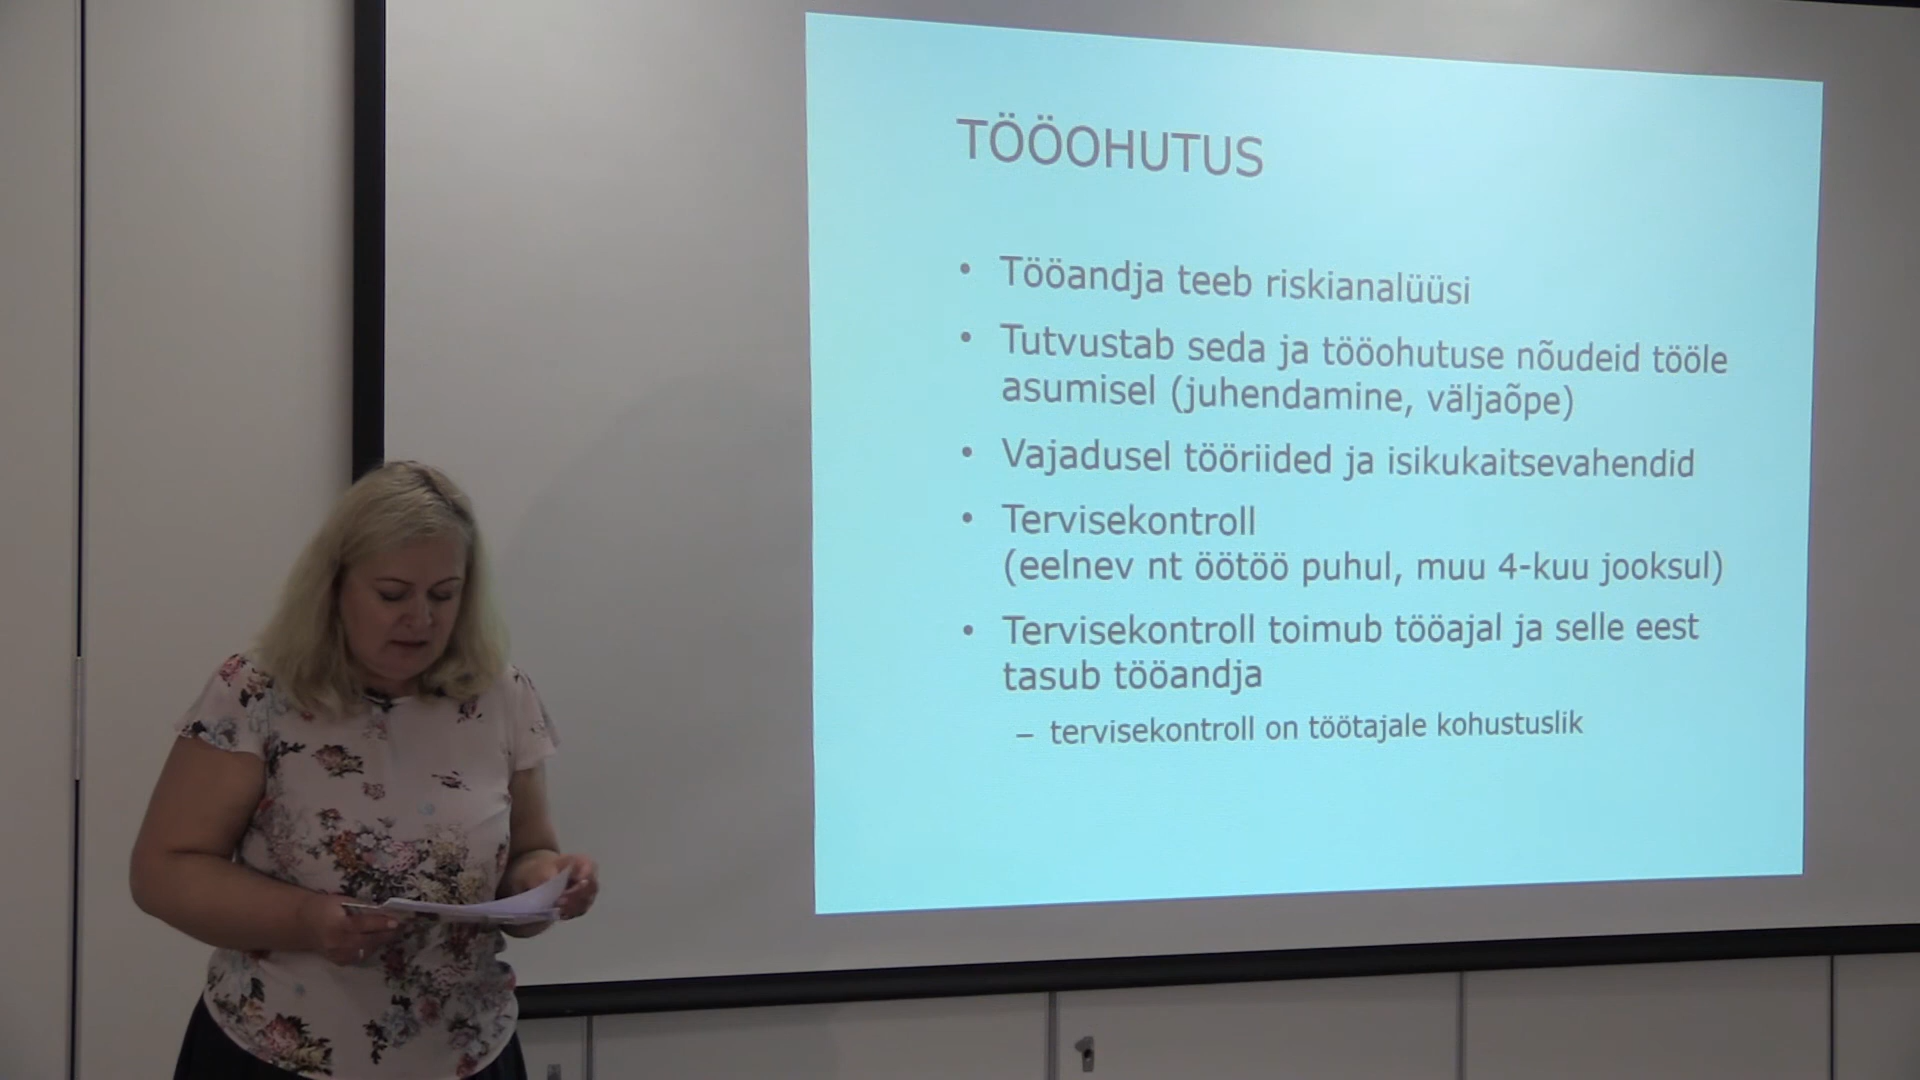 TÖÖOHUTUS
• Tööandja teeb riskianalüüsi
• Tutvustab seda ja tööohutuse nõudeid tööle
asumisel (juhendamine, väljaõpe)
• Vajadusel tööriided ja isikukaitsevahendid
• Tervisekontroll
(eelnev nt öötöö puhul, muu 4-kuu jooksul)
• Tervisekontroll toimub tööajal ja selle eest
tasub tööandja
– tervisekontroll on töötajale kohustuslik